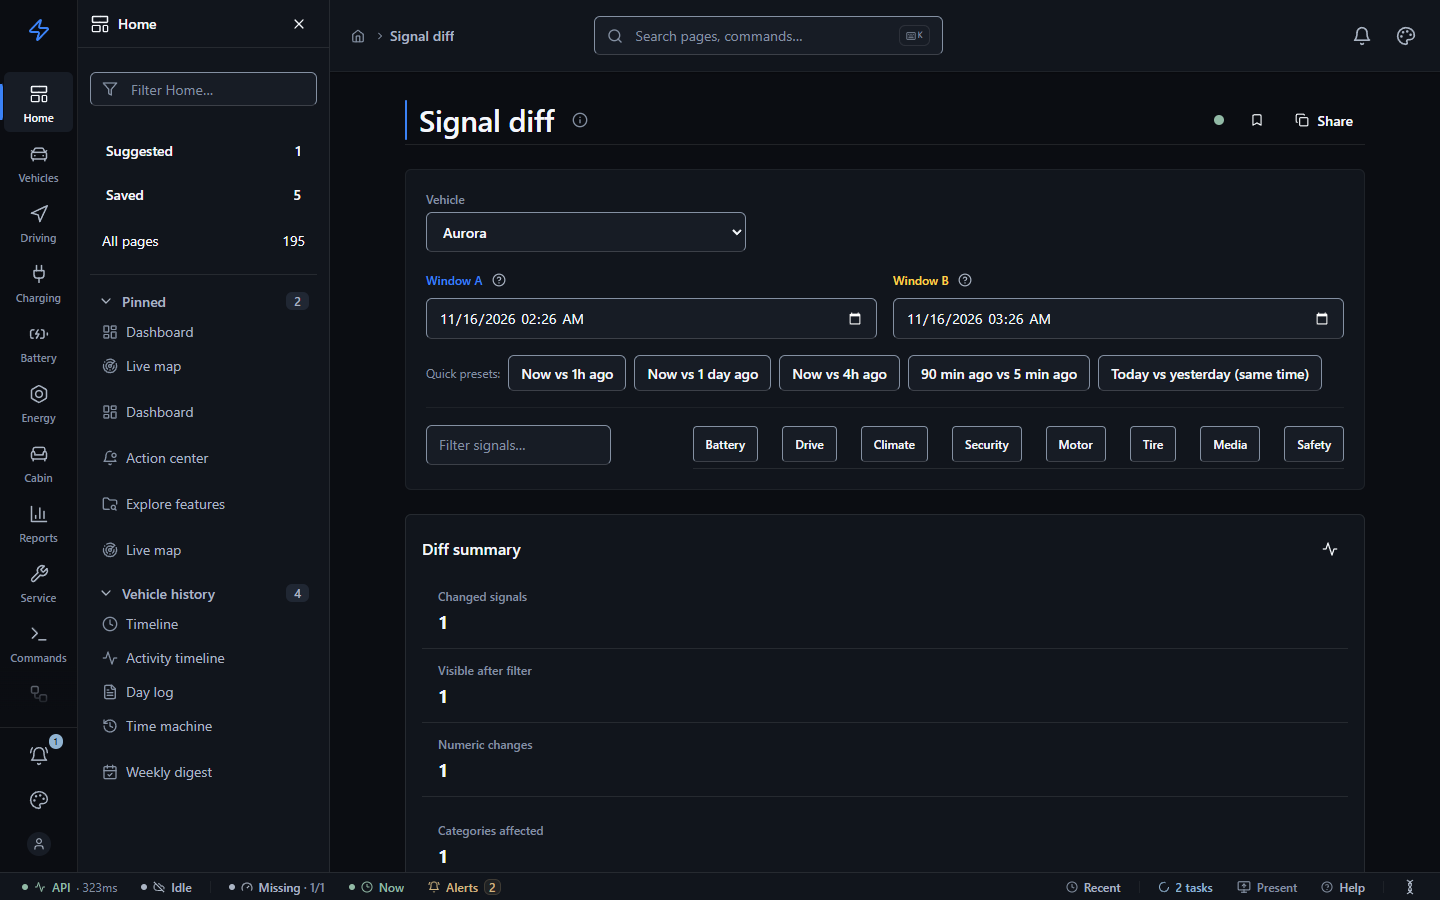 Home
Signal diff
Search pages, commands...
K
Home
Vehicles
Driving
Charging
Battery
Energy
Cabin
Reports
Service
Commands
1
Filter Home...
Suggested 1
Saved 5
All pages 195
Pinned 2
Dashboard
Live map
Dashboard
Action center
Explore features
Live map
Vehicle history 4
Timeline
Activity timeline
Day log
Time machine
Weekly digest
Signal diff
Share
Vehicle
Aurora
Window A
Window B
11/16/2026 02:26 AM
11/16/2026 03:26 AM
Quick presets: Now vs 1h ago Now vs 1 day ago Now vs 4h ago 90 min ago vs 5 min ago Today vs yesterday (same time)
Filter signals...
Battery Drive Climate Security Motor Tire Media Safety
Diff summary
Changed signals
1
Visible after filter
1
Numeric changes
1
Categories affected
1
API · 323ms Idle Missing · 1/1 Now Alerts 2 Recent 2 tasks Present Help